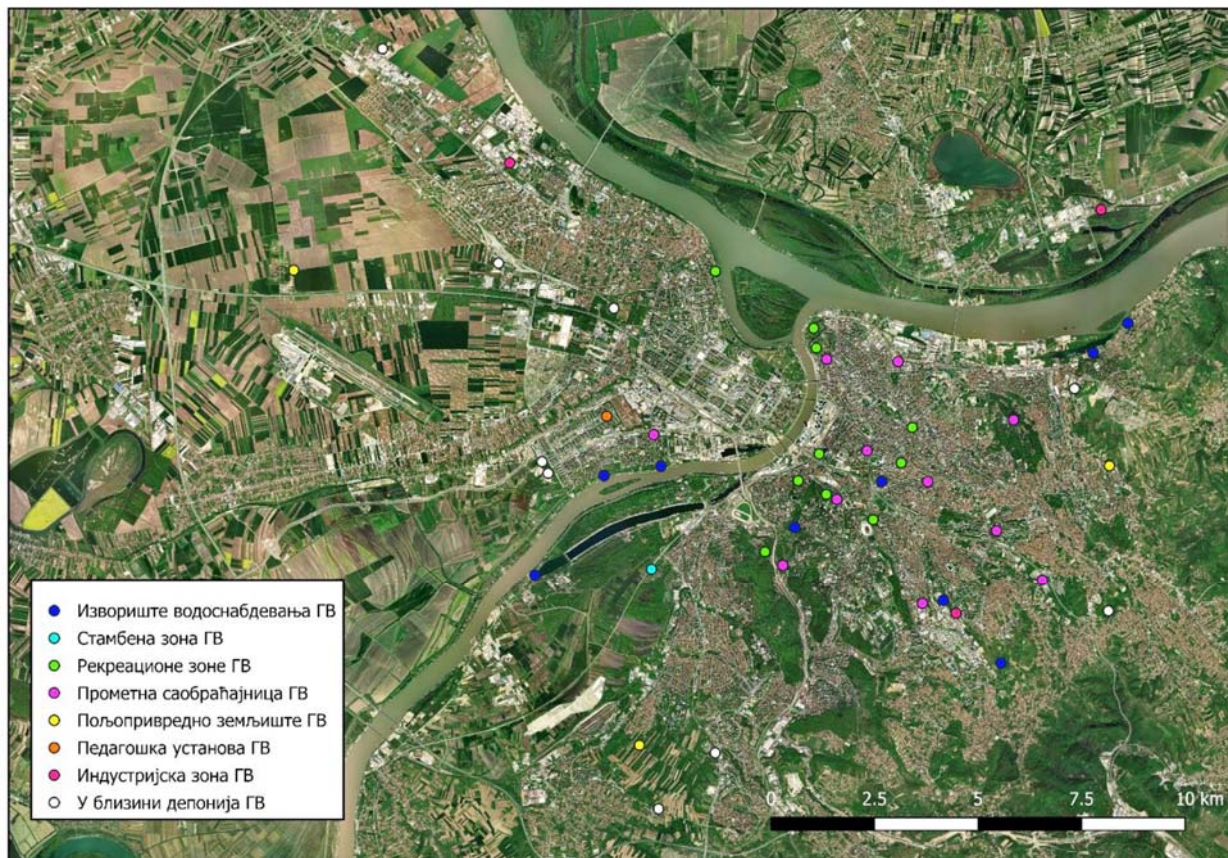 Извориште водоснабдевања ГВ
Стамбена зона ГВ
Рекреационе зоне ГВ
Прометна саобраћајница ГВ
Пољопривредно земљиште ГВ
Педагошка установа ГВ
Индустријска зона ГВ
У близини депонија ГВ
0 2.5 5 7.5 10 km